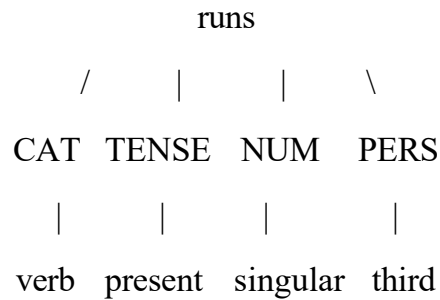 runs
/ | | \
CAT TENSE NUM PERS
| | | |
verb present singular third